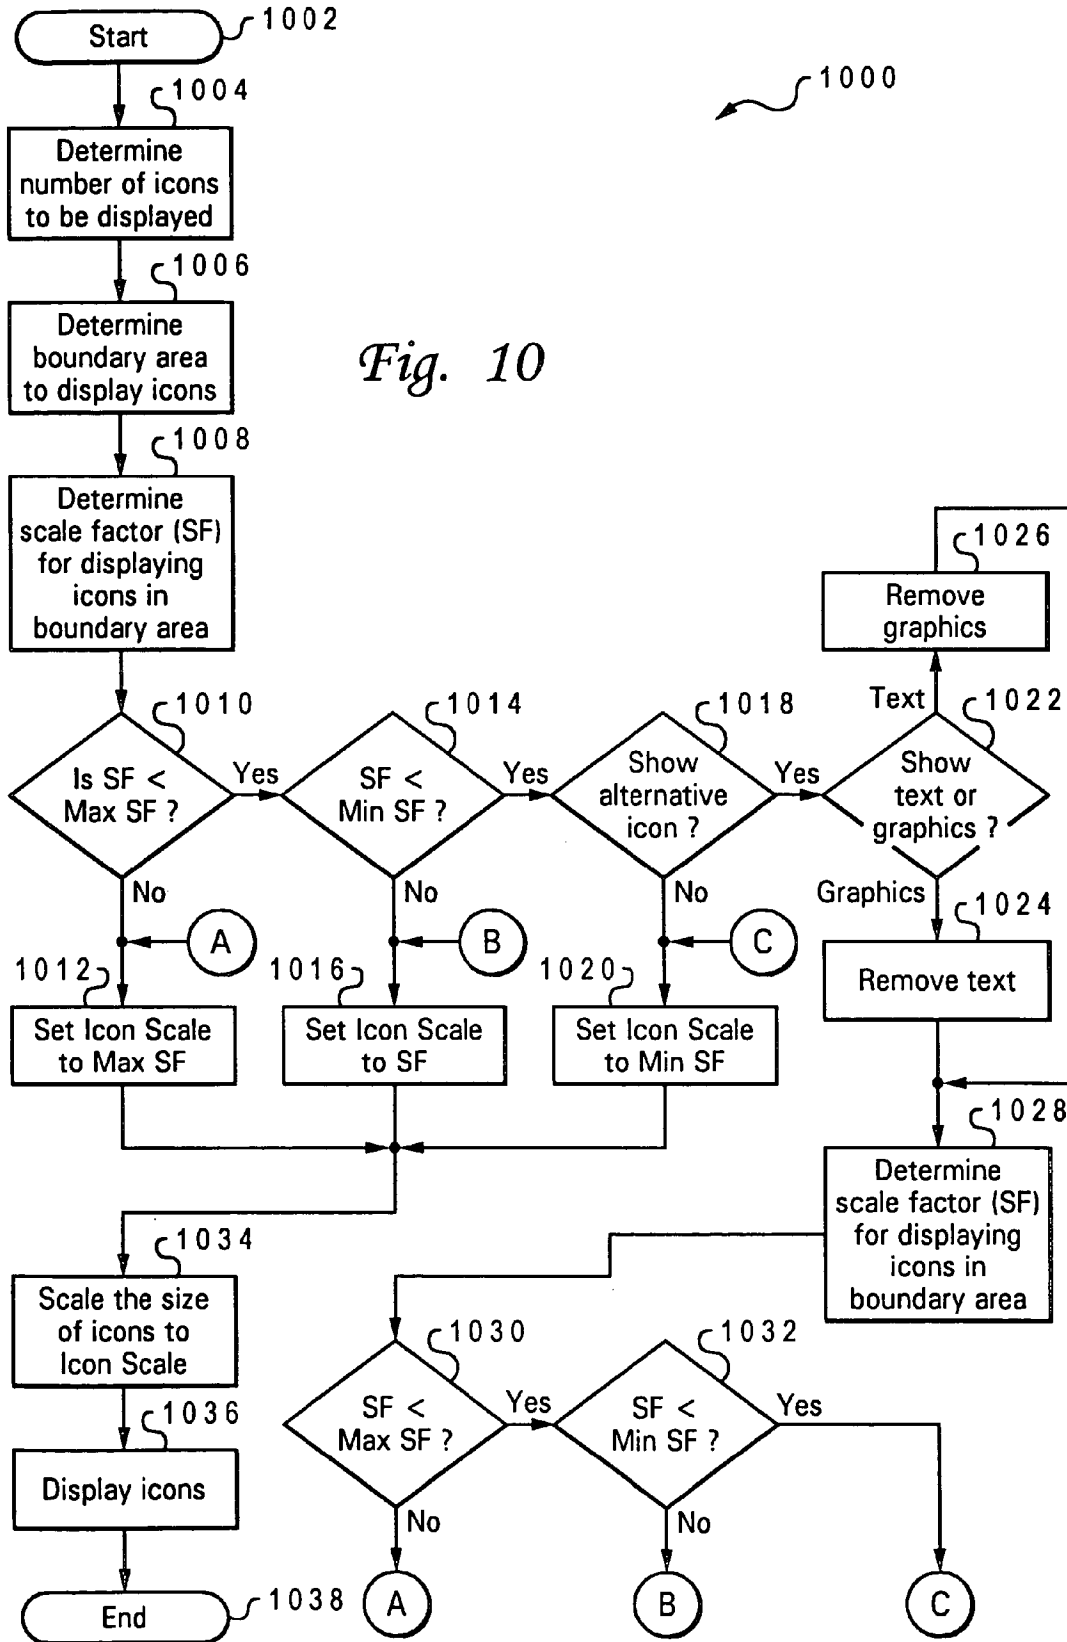 Start
1002
1000
1004
Determine
number of icons
to be displayed
1006
Determine
boundary area
to display icons
Fig. 10
1008
Determine
scale factor (SF)
for displaying
icons in
boundary area
1026
Remove
graphics
1010
Is SF <
Max SF ?
Yes
No
1014
SF <
Min SF ?
Yes
No
1018
Show
alternative
icon ?
Yes
No
Text
1022
Show
text or
graphics ?
Graphics
A
B
C
1012
Set Icon Scale
to Max SF
1016
Set Icon Scale
to SF
1020
Set Icon Scale
to Min SF
1024
Remove text
1028
Determine
scale factor (SF)
for displaying
icons in
boundary area
1034
Scale the size
of icons to
Icon Scale
1030
SF <
Max SF ?
Yes
No
1032
SF <
Min SF ?
Yes
No
1036
Display icons
End
1038
A
B
C